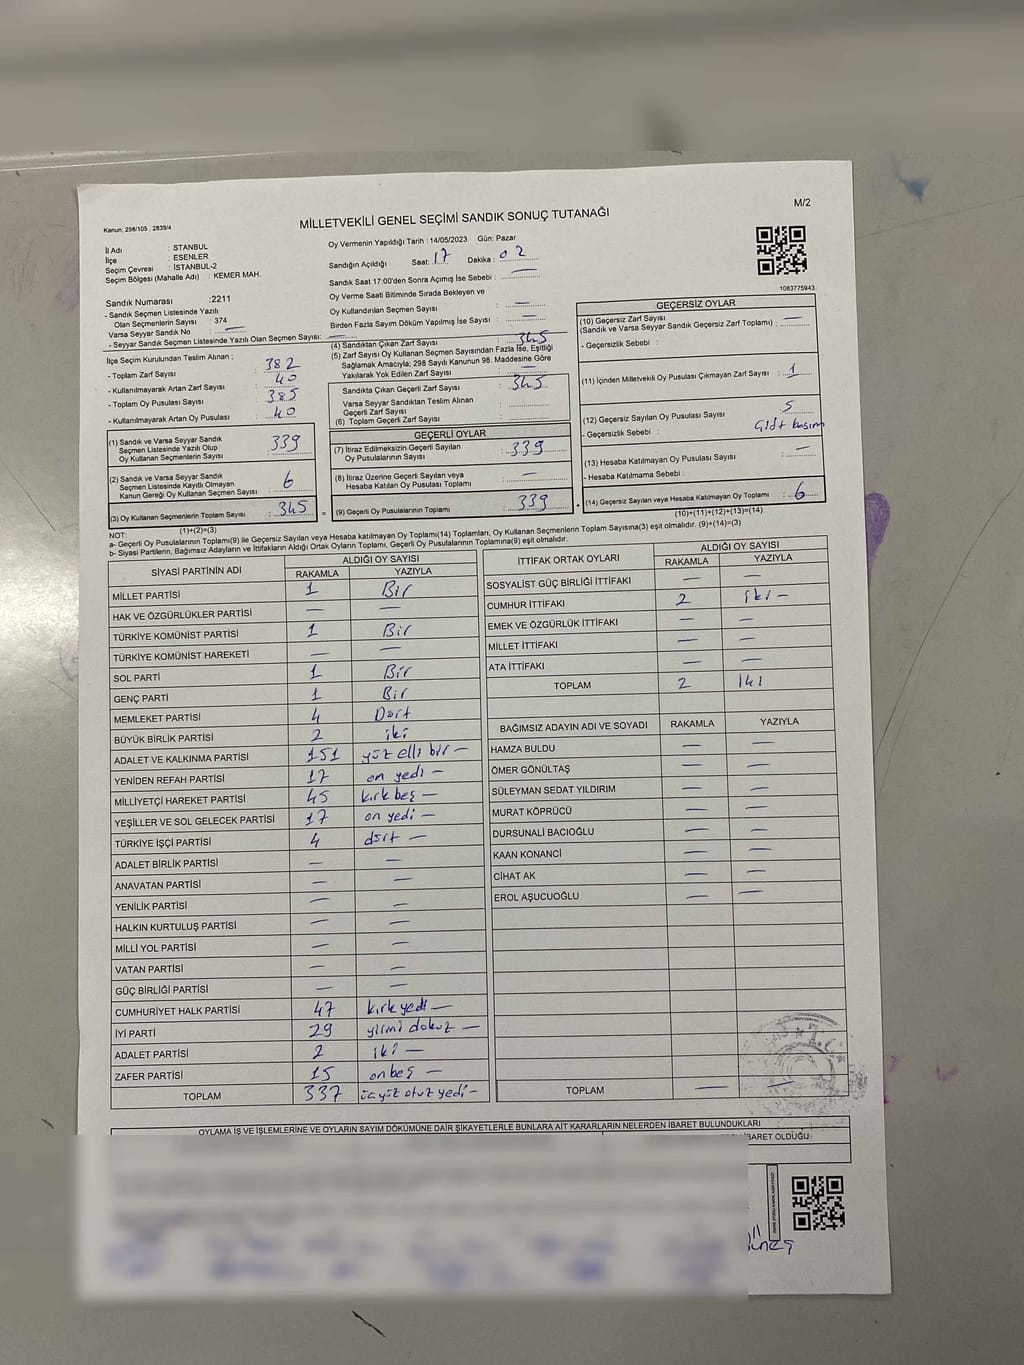 M/2
Kanun: 298/105 , 2839/4
MİLLETVEKİLİ GENEL SEÇİMİ SANDIK SONUÇ TUTANAĞI
İl Adı : STANBUL
İlçe : ESENLER
Seçim Çevresi : İSTANBUL-2
Seçim Bölgesi (Mahalle Adı) : KEMER MAH.
Sandık Numarası :2211
- Sandık Seçmen Listesinde Yazılı
Olan Seçmenlerin Sayısı : 374
Varsa Seyyar Sandık No : —
- Seyyar Sandık Seçmen Listesinde Yazılı Olan Seçmen Sayısı: —
Oy Vermenin Yapıldığı Tarih : 14/05/2023 Gün: Pazar
Sandığın Açıldığı Saat: 17 Dakika : 02
Sandık Saat 17:00'den Sonra Açımış İse Sebebi : —
Oy Verme Saati Bitiminde Sırada Bekleyen ve
Oy Kullandırılan Seçmen Sayısı : —
Birden Fazla Sayım Döküm Yapılmış İse Sayısı : —
1083775943
İlçe Seçim Kurulundan Teslim Alınan ;
- Toplam Zarf Sayısı : 382
- Kullanılmayarak Artan Zarf Sayısı : 40
- Toplam Oy Pusulası Sayısı : 385
- Kullanılmayarak Artan Oy Pusulası : 40
(1) Sandık ve Varsa Seyyar Sandık
Seçmen Listesinde Yazılı Olup
Oy Kullanan Seçmenlerin Sayısı : 339
(2) Sandık ve Varsa Seyyar Sandık
Seçmen Listesinde Kayıtlı Olmayan
Kanun Gereği Oy Kullanan Seçmen Sayısı : 6
(3) Oy Kullanan Seçmenlerin Toplam Sayısı : 345
(1)+(2)=(3)
(4) Sandıktan Çıkan Zarf Sayısı : 345
(5) Zarf Sayısı Oy Kullanan Seçmen Sayısından Fazla İse, Eşitliği
Sağlamak Amacıyla; 298 Sayılı Kanunun 98. Maddesine Göre
Yakılarak Yok Edilen Zarf Sayısı : —
Sandıkta Çıkan Geçerli Zarf Sayısı : 345
Varsa Seyyar Sandıktan Teslim Alınan
Geçerli Zarf Sayısı :
(6) Toplam Geçerli Zarf Sayısı :
GEÇERLİ OYLAR
(7) İtiraz Edilmeksizin Geçerli Sayılan
Oy Pusulalarının Sayısı : 339
(8) İtiraz Üzerine Geçerli Sayılan veya
Hesaba Katılan Oy Pusulası Toplamı : —
= (9) Geçerli Oy Pusulalarının Toplamı : 339
GEÇERSİZ OYLAR
(10) Geçersiz Zarf Sayısı : —
(Sandık ve Varsa Seyyar Sandık Geçersiz Zarf Toplamı) :
- Geçersizlik Sebebi :
(11) İçinden Milletvekili Oy Pusulası Çıkmayan Zarf Sayısı : 1
(12) Geçersiz Sayılan Oy Pusulası Sayısı : 5
- Geçersizlik Sebebi :
(13) Hesaba Katılmayan Oy Pusulası Sayısı : —
- Hesaba Katılmama Sebebi :
+ (14) Geçersiz Sayılan veya Hesaba Katılmayan Oy Toplamı : 6
(10)+(11)+(12)+(13)=(14)
NOT:
a- Geçerli Oy Pusulalarının Toplamı(9) ile Geçersiz Sayılan veya Hesaba katılmayan Oy Toplamı(14) Toplamları, Oy Kullanan Seçmenlerin Toplam Sayısına(3) eşit olmalıdır. (9)+(14)=(3)
b- Siyasi Partilerin, Bağımsız Adayların ve İttifakların Aldığı Ortak Oyların Toplamı, Geçerli Oy Pusulalarının Toplamına(9) eşit olmalıdır.
SİYASİ PARTİNİN ADI ALDIĞI OY SAYISI
RAKAMLA YAZIYLA
MİLLET PARTİSİ 1 Bir
HAK VE ÖZGÜRLÜKLER PARTİSİ — —
TÜRKİYE KOMÜNİST PARTİSİ 1 Bir
TÜRKİYE KOMÜNİST HAREKETİ — —
SOL PARTİ 1 Bir
GENÇ PARTİ 1 Bir
MEMLEKET PARTİSİ 4 Dört
BÜYÜK BİRLİK PARTİSİ 2 iki
ADALET VE KALKINMA PARTİSİ 151 yüz elli bir —
YENİDEN REFAH PARTİSİ 17 on yedi —
MİLLİYETÇİ HAREKET PARTİSİ 45 kırk beş —
YEŞİLLER VE SOL GELECEK PARTİSİ 17 on yedi —
TÜRKİYE İŞÇİ PARTİSİ 4 dört —
ADALET BİRLİK PARTİSİ — —
ANAVATAN PARTİSİ — —
YENİLİK PARTİSİ — —
HALKIN KURTULUŞ PARTİSİ — —
MİLLİ YOL PARTİSİ — —
VATAN PARTİSİ — —
GÜÇ BİRLİĞİ PARTİSİ — —
CUMHURİYET HALK PARTİSİ 47 kırk yedi —
İYİ PARTİ 29 yirmi dokuz —
ADALET PARTİSİ 2 iki —
ZAFER PARTİSİ 15 on beş —
TOPLAM 337 üçyüz otuz yedi —
İTTİFAK ORTAK OYLARI ALDIĞI OY SAYISI
RAKAMLA YAZIYLA
SOSYALİST GÜÇ BİRLİĞİ İTTİFAKI — —
CUMHUR İTTİFAKI 2 iki —
EMEK VE ÖZGÜRLÜK İTTİFAKI — —
MİLLET İTTİFAKI — —
ATA İTTİFAKI — —
TOPLAM 2 iki
BAĞIMSIZ ADAYIN ADI VE SOYADI RAKAMLA YAZIYLA
HAMZA BULDU — —
ÖMER GÖNÜLTAŞ — —
SÜLEYMAN SEDAT YILDIRIM — —
MURAT KÖPRÜCÜ — —
DURSUNALİ BACIOĞLU — —
KAAN KONANCİ — —
CİHAT AK — —
EROL AŞUCUOĞLU — —
TOPLAM — —
T.C.
OYLAMA İŞ VE İŞLEMLERİNE VE OYLARIN SAYIM DÖKÜMÜNE DAİR ŞİKAYETLERLE BUNLARA AİT KARARLARIN NELERDEN İBARET BULUNDUKLARI
İBARET OLDUĞU